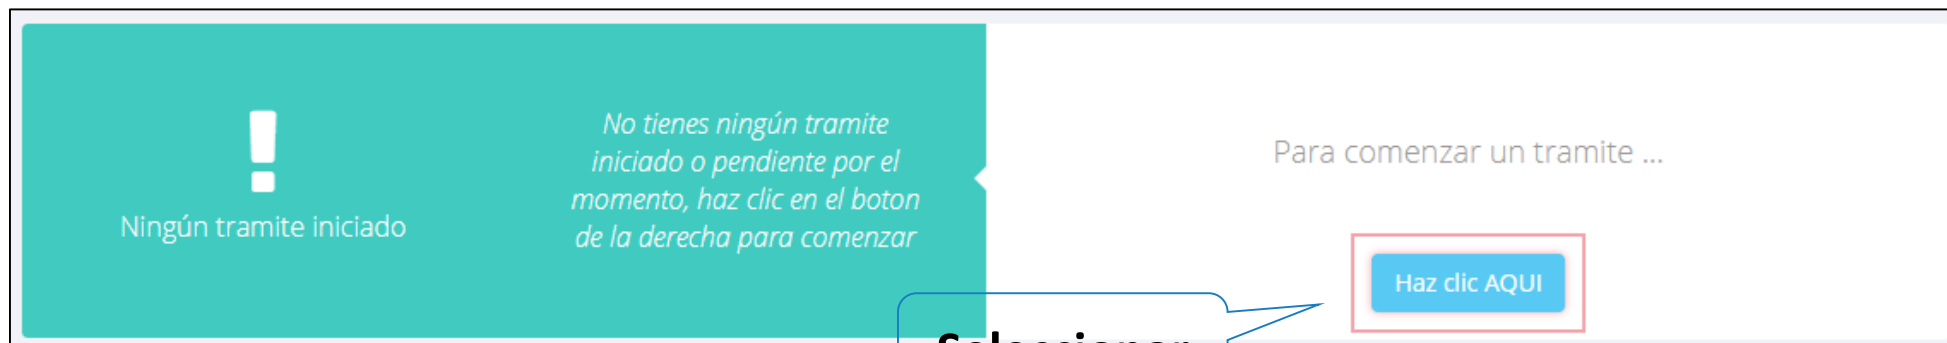 Ningún tramite iniciado
No tienes ningún tramite
iniciado o pendiente por el
momento, haz clic en el boton
de la derecha para comenzar
Para comenzar un tramite ...
Haz clic AQUI
Seleccionar